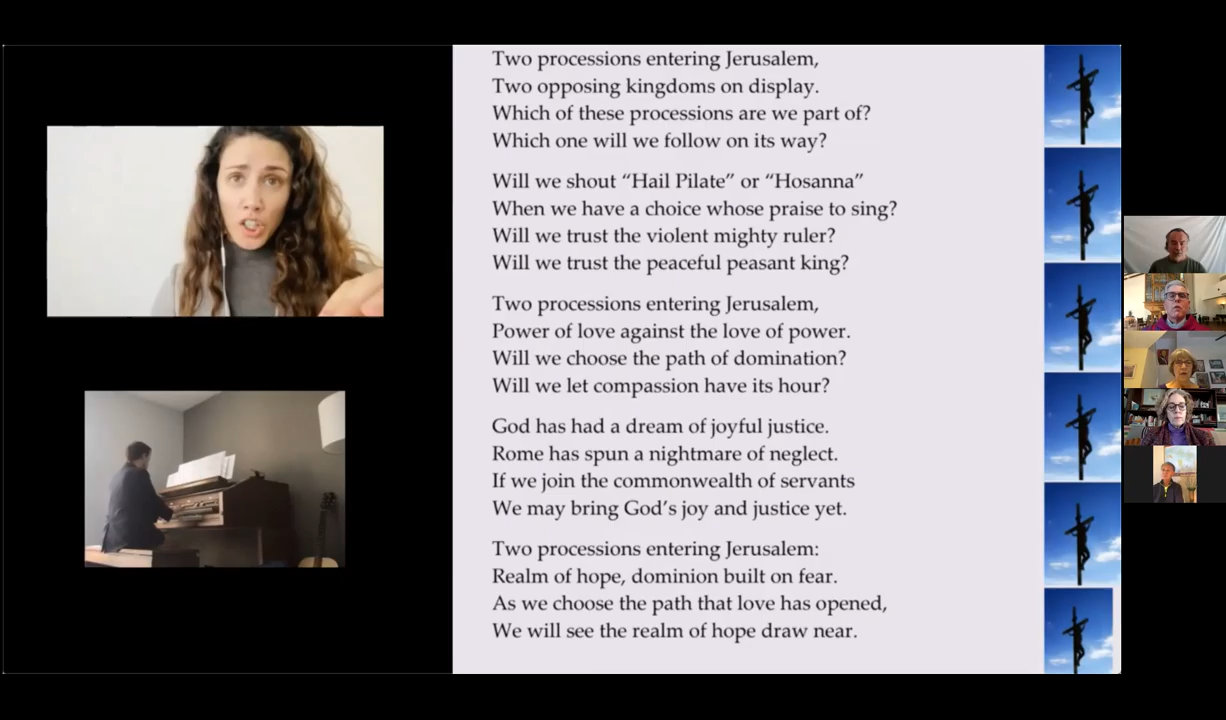 Two processions entering Jerusalem,
Two opposing kingdoms on display.
Which of these processions are we part of?
Which one will we follow on its way?
Will we shout “Hail Pilate” or “Hosanna”
When we have a choice whose praise to sing?
Will we trust the violent mighty ruler?
Will we trust the peaceful peasant king?
Two processions entering Jerusalem,
Power of love against the love of power.
Will we choose the path of domination?
Will we let compassion have its hour?
God has had a dream of joyful justice.
Rome has spun a nightmare of neglect.
If we join the commonwealth of servants
We may bring God’s joy and justice yet.
Two processions entering Jerusalem:
Realm of hope, dominion built on fear.
As we choose the path that love has opened,
We will see the realm of hope draw near.